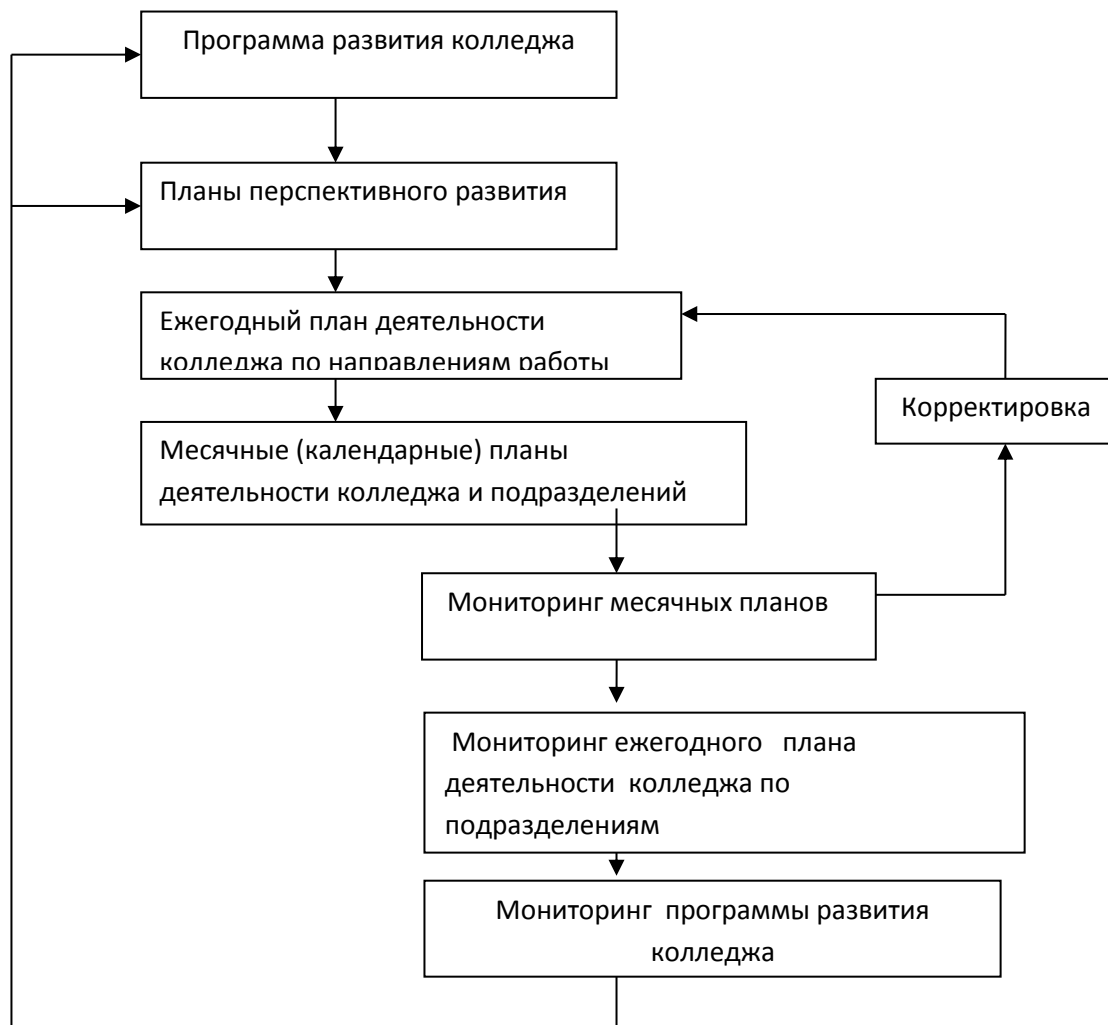 Программа развития колледжа
Планы перспективного развития
Ежегодный план деятельности
колледжа по направлениям работы
Корректировка
Месячные (календарные) планы
деятельности колледжа и подразделений
Мониторинг месячных планов
Мониторинг ежегодного плана
деятельности колледжа по
подразделениям
Мониторинг программы развития
колледжа